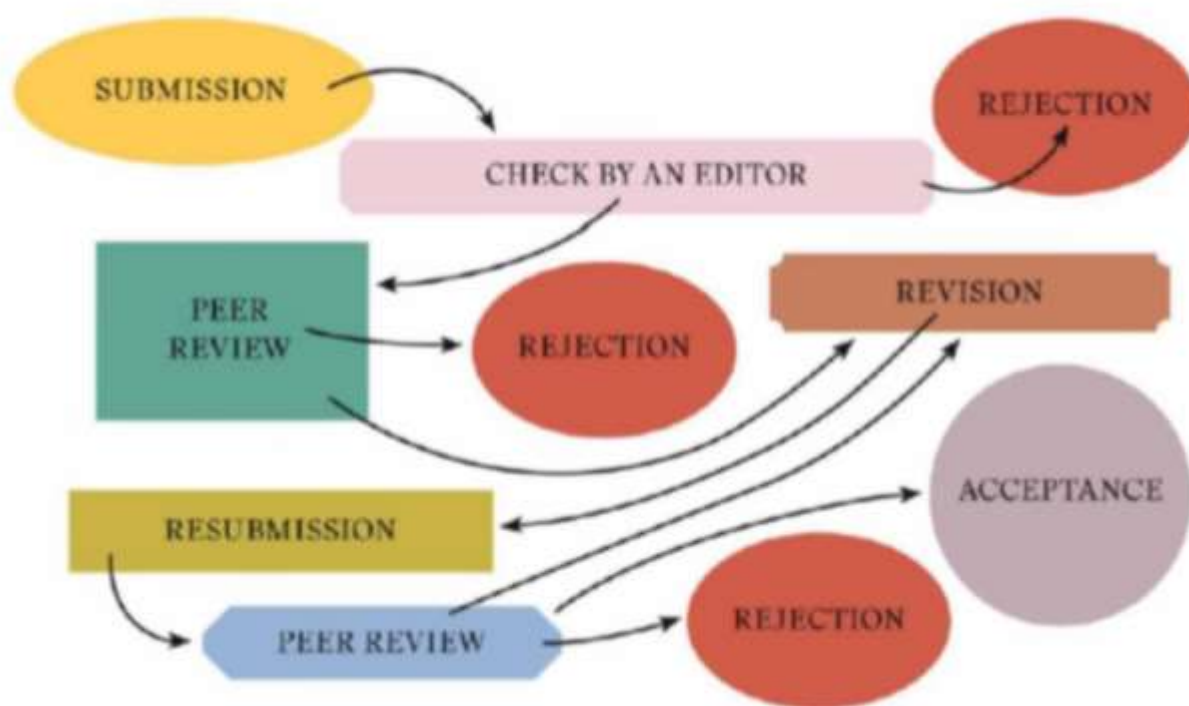 SUBMISSION
REJECTION
CHECK BY AN EDITOR
PEER
REVIEW
REJECTION
REVISION
ACCEPTANCE
RESUBMISSION
PEER REVIEW
REJECTION